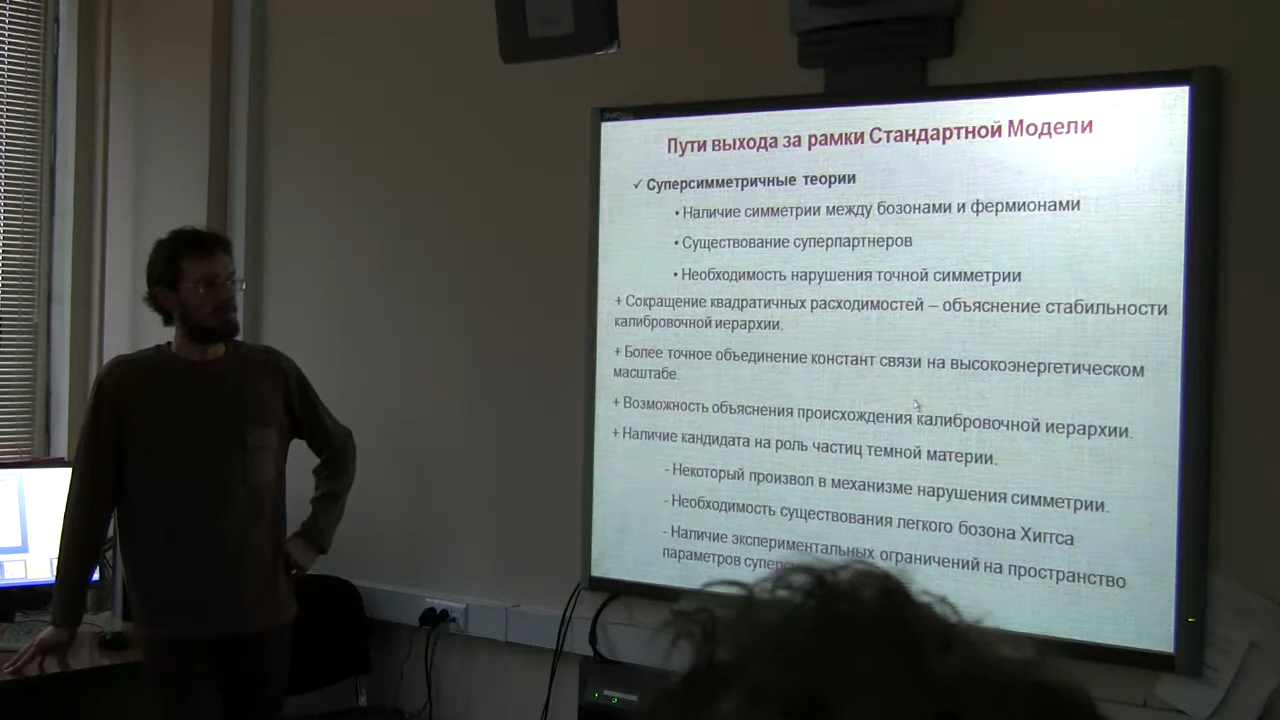 Пути выхода за рамки Стандартной Модели
✓ Суперсимметричные теории
• Наличие симметрии между бозонами и фермионами
• Существование суперпартнеров
• Необходимость нарушения точной симметрии
+ Сокращение квадратичных расходимостей – объяснение стабильности
калибровочной иерархии.
+ Более точное объединение констант связи на высокоэнергетическом
масштабе.
+ Возможность объяснения происхождения калибровочной иерархии.
+ Наличие кандидата на роль частиц темной материи.
- Некоторый произвол в механизме нарушения симметрии.
- Необходимость существования легкого бозона Хиггса
- Наличие экспериментальных ограничений на пространство
параметров